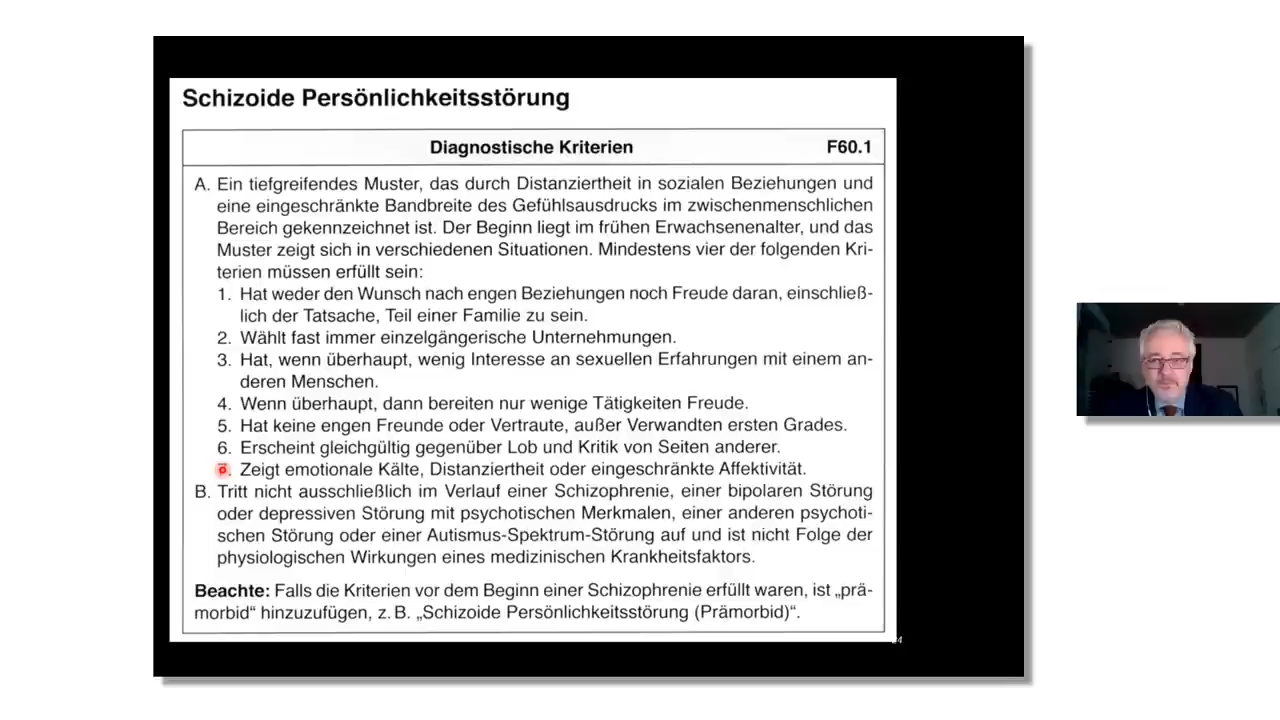 Schizoide Persönlichkeitsstörung
Diagnostische Kriterien F60.1
A. Ein tiefgreifendes Muster, das durch Distanziertheit in sozialen Beziehungen und
eine eingeschränkte Bandbreite des Gefühlsausdrucks im zwischenmenschlichen
Bereich gekennzeichnet ist. Der Beginn liegt im frühen Erwachsenenalter, und das
Muster zeigt sich in verschiedenen Situationen. Mindestens vier der folgenden Kri-
terien müssen erfüllt sein:
1. Hat weder den Wunsch nach engen Beziehungen noch Freude daran, einschließ-
lich der Tatsache, Teil einer Familie zu sein.
2. Wählt fast immer einzelgängerische Unternehmungen.
3. Hat, wenn überhaupt, wenig Interesse an sexuellen Erfahrungen mit einem an-
deren Menschen.
4. Wenn überhaupt, dann bereiten nur wenige Tätigkeiten Freude.
5. Hat keine engen Freunde oder Vertraute, außer Verwandten ersten Grades.
6. Erscheint gleichgültig gegenüber Lob und Kritik von Seiten anderer.
Zeigt emotionale Kälte, Distanziertheit oder eingeschränkte Affektivität.
B. Tritt nicht ausschließlich im Verlauf einer Schizophrenie, einer bipolaren Störung
oder depressiven Störung mit psychotischen Merkmalen, einer anderen psychoti-
schen Störung oder einer Autismus-Spektrum-Störung auf und ist nicht Folge der
physiologischen Wirkungen eines medizinischen Krankheitsfaktors.
Beachte: Falls die Kriterien vor dem Beginn einer Schizophrenie erfüllt waren, ist „prä-
morbid“ hinzuzufügen, z. B. „Schizoide Persönlichkeitsstörung (Prämorbid)“.